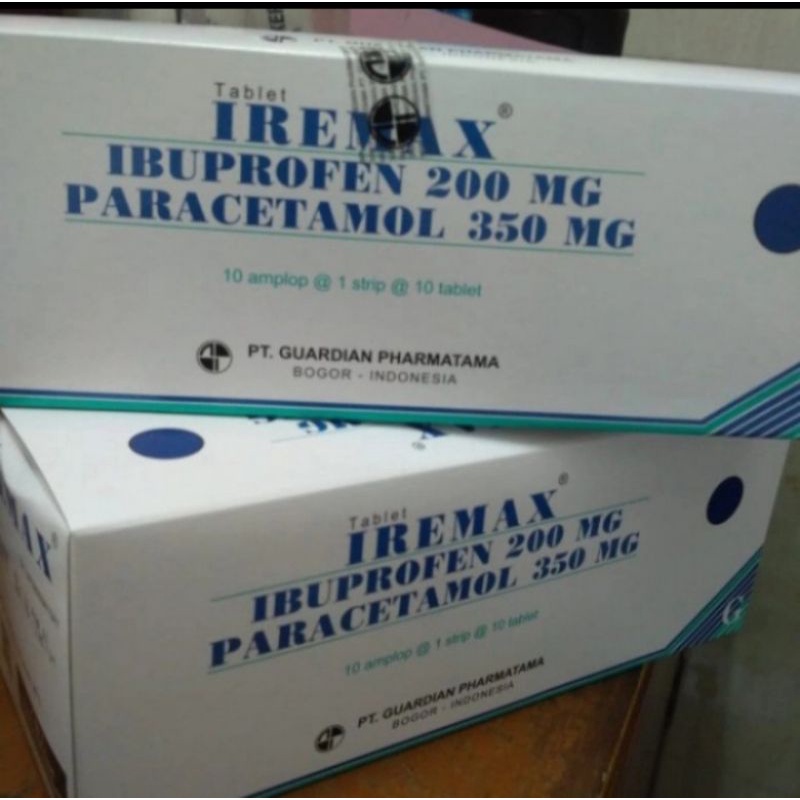 Tablet
IREMAX®
IBUPROFEN 200 MG
PARACETAMOL 350 MG
10 amplop @ 1 strip @ 10 tablet
PT. GUARDIAN PHARMATAMA
BOGOR - INDONESIA
Tablet
IREMAX®
IBUPROFEN 200 MG
PARACETAMOL 350 MG
10 amplop @ 1 strip @ 10 tablet
PT. GUARDIAN PHARMATAMA
BOGOR - INDONESIA
G